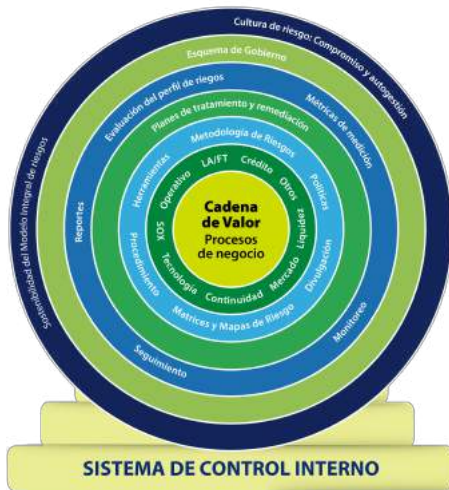 Cultura de riesgo: Compromiso y autogestión
Esquema de Gobierno
Evaluación del perfil de riegos
Métricas de medición
Planes de tratamiento y remediación
Metodología de Riesgos
Herramientas
Políticas
LA/FT
Crédito
Operativo
Otros
Cadena
de Valor
Procesos
de negocio
SOX
Liquidez
Tecnología
Continuidad
Mercado
Procedimiento
Divulgación
Matrices y Mapas de Riesgo
Reportes
Seguimiento
Monitoreo
Sostenibilidad del Modelo Integral de riesgos
SISTEMA DE CONTROL INTERNO